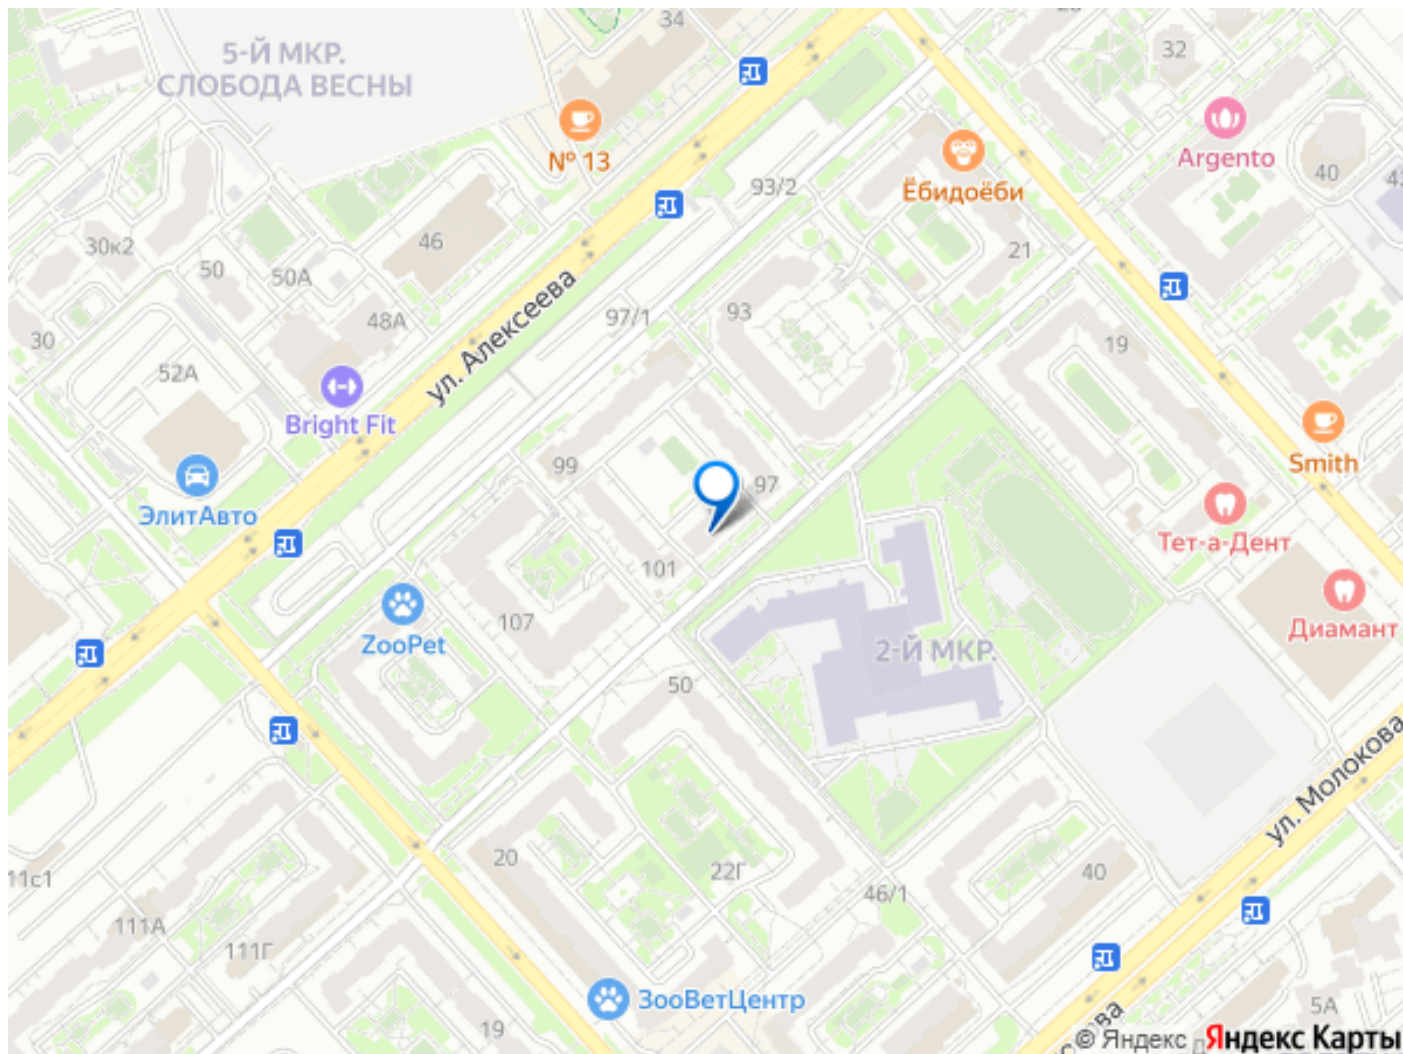 34
32
5-Й МКР.
СЛОБОДА ВЕСНЫ
№ 13
Argento
Ёбидоёби
93/2
40
46
30к2
50
50А
21
97/1
93
48А
30
19
52А
ул. Алексеева
Bright Fit
Smith
99
97
ЭлитАвто
Тет-а-Дент
101
107
Диамант
ZooPet
2-Й МКР.
50
ул. Молокова
20
22Г
40
11с1
46/1
111А
111Г
ЗооВетЦентр
5А
19
© Яндекс
Яндекс Карты